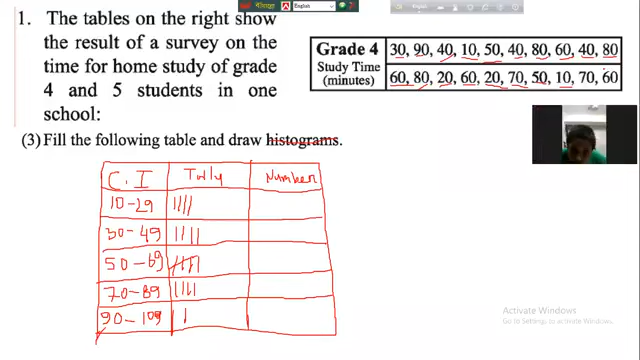 English
1. The tables on the right show
the result of a survey on the
time for home study of grade
4 and 5 students in one
school:
Grade 4 30, 90, 40, 10, 50, 40, 80, 60, 40, 80
Study Time
(minutes) 60, 80, 20, 60, 20, 70, 50, 10, 70, 60
(3) Fill the following table and draw histograms.
C. I Tally Number
10-29 ||||
30-49 ||||
50-69
70-89 ||||
90-109 |
Activate Windows
Go to Settings to activate Windows.